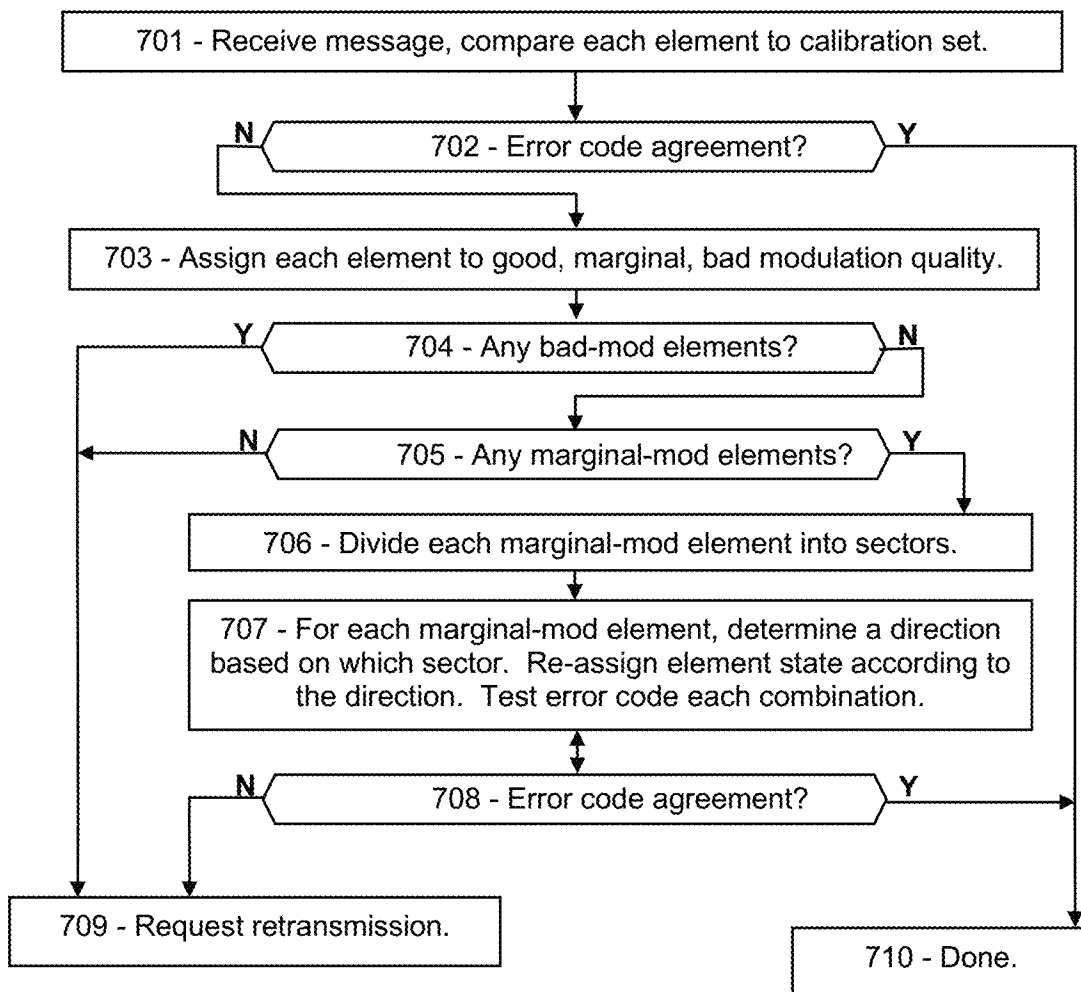 701 - Receive message, compare each element to calibration set.
N
702 - Error code agreement?
Y
703 - Assign each element to good, marginal, bad modulation quality.
Y
704 - Any bad-mod elements?
N
N
705 - Any marginal-mod elements?
Y
706 - Divide each marginal-mod element into sectors.
707 - For each marginal-mod element, determine a direction
based on which sector.  Re-assign element state according to
the direction.  Test error code each combination.
N
708 - Error code agreement?
Y
709 - Request retransmission.
710 - Done.